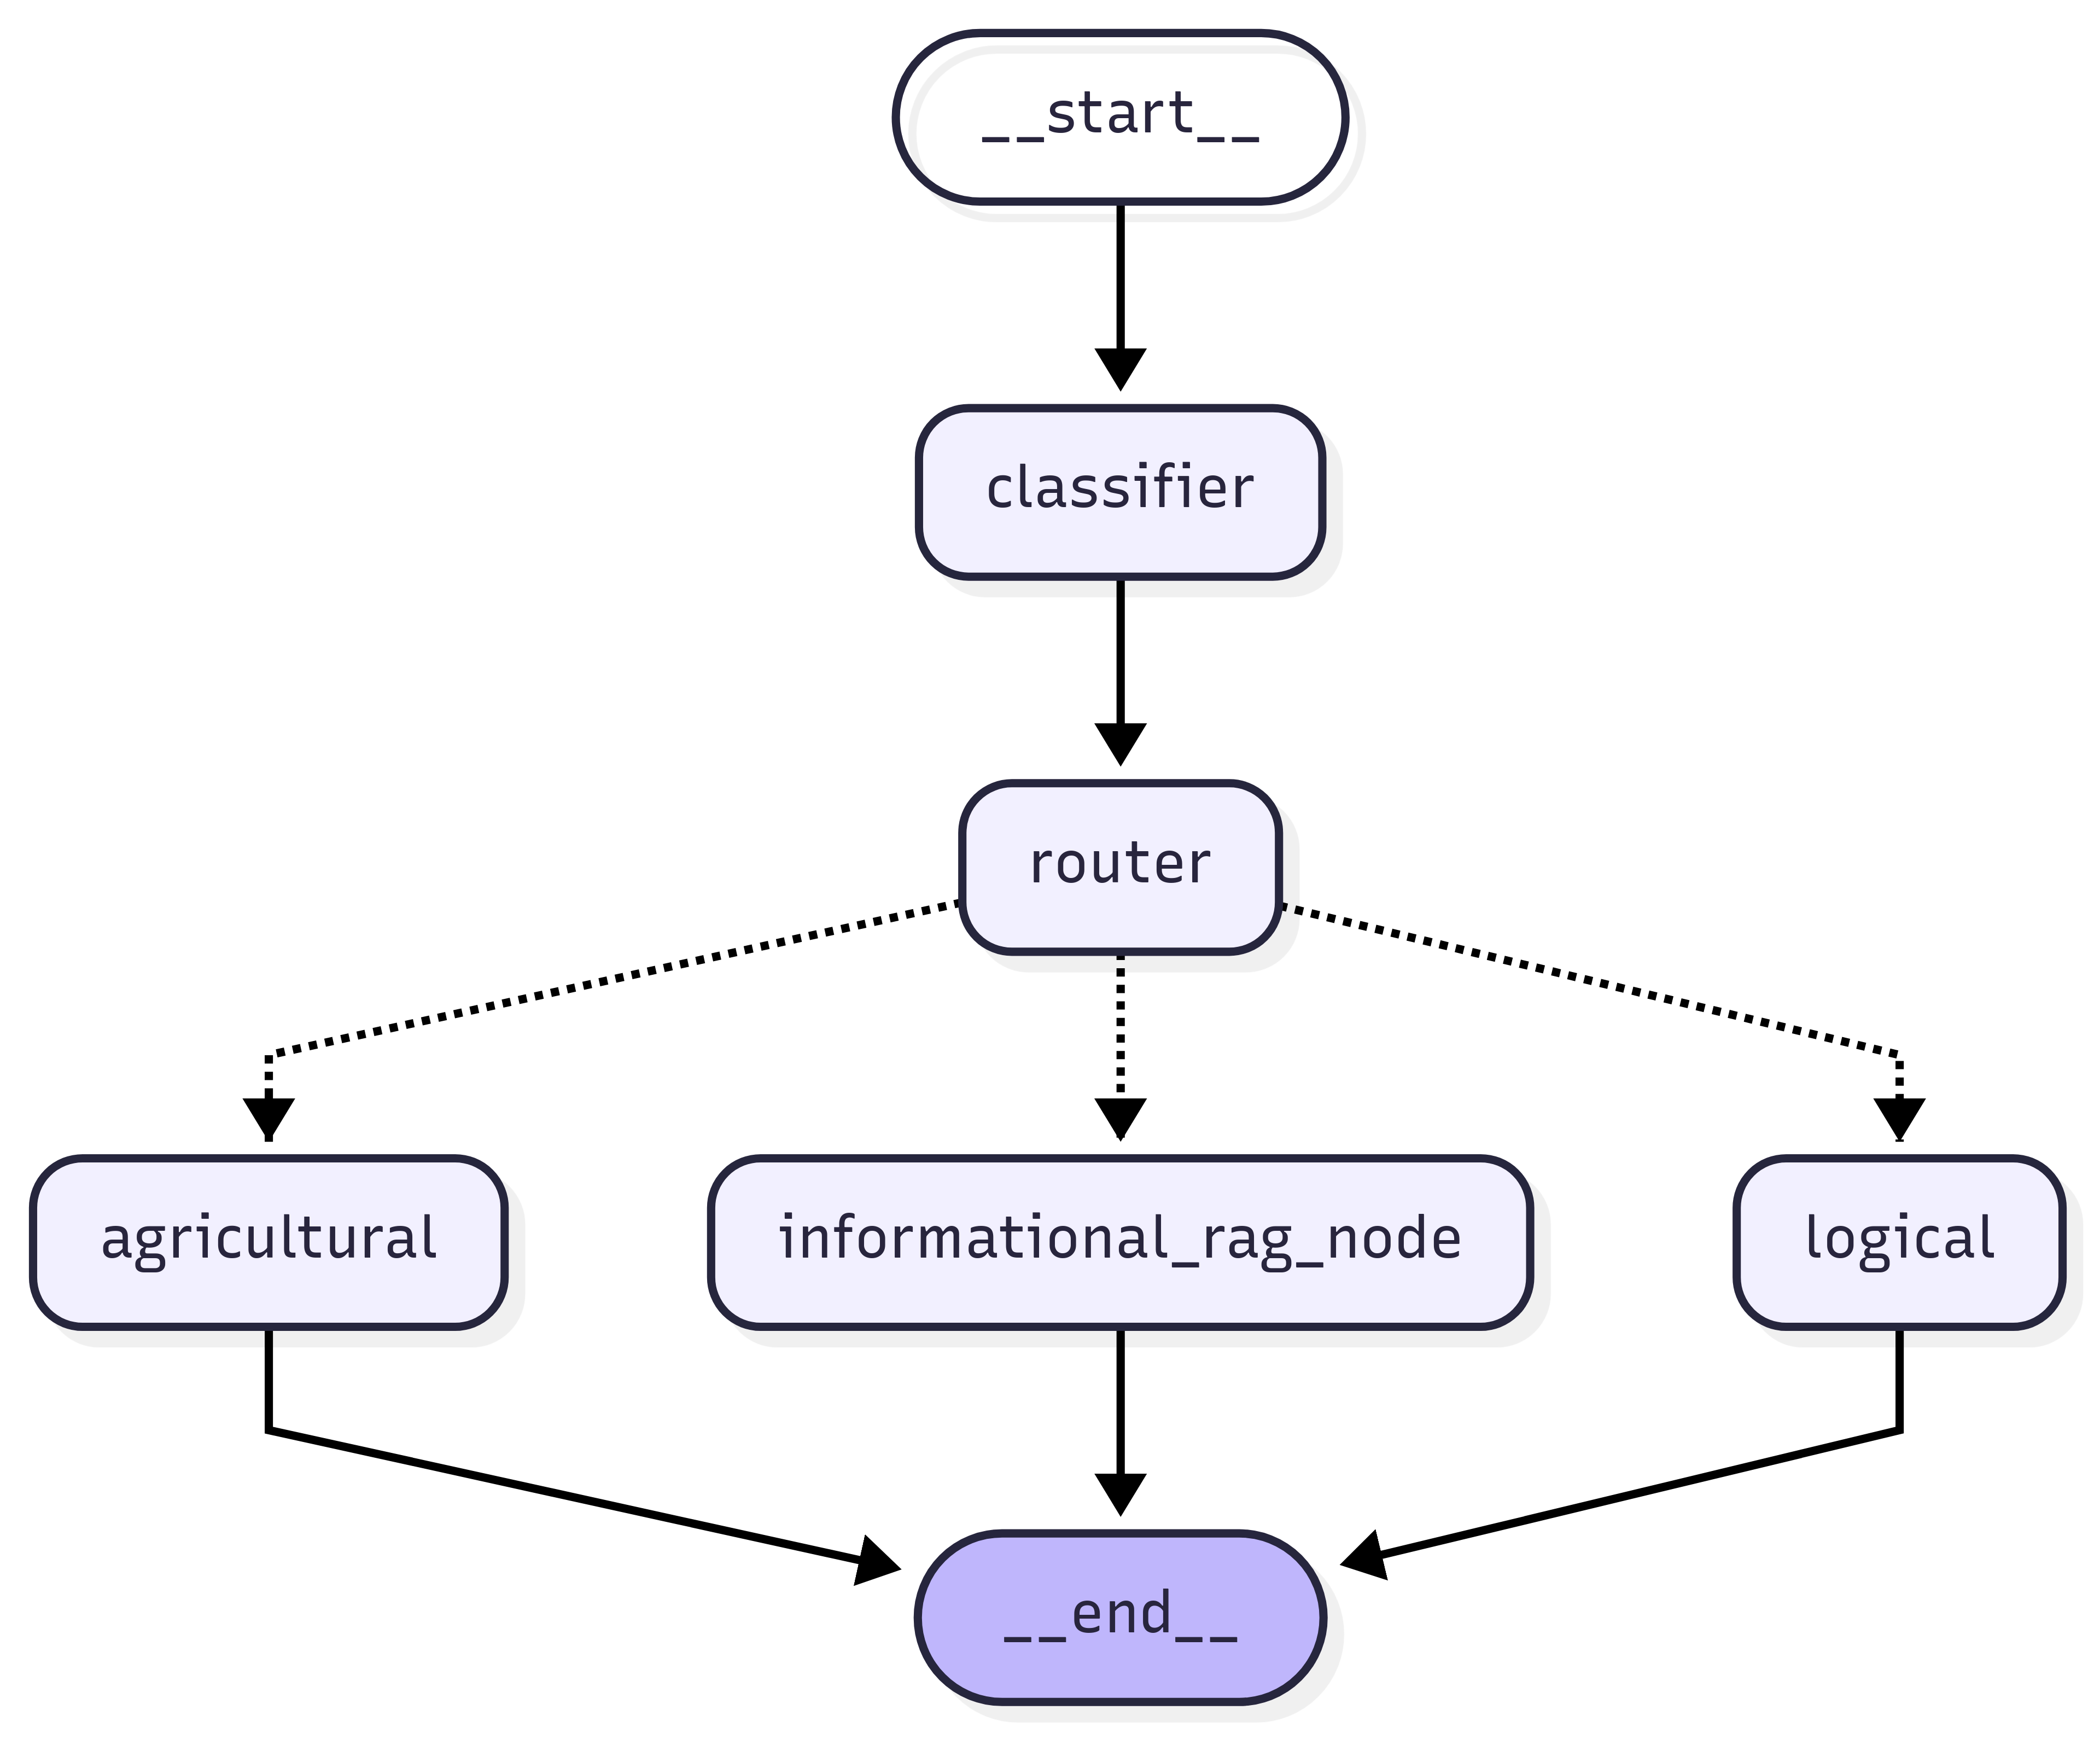 __start__
classifier
router
agricultural
informational_rag_node
logical
__end__